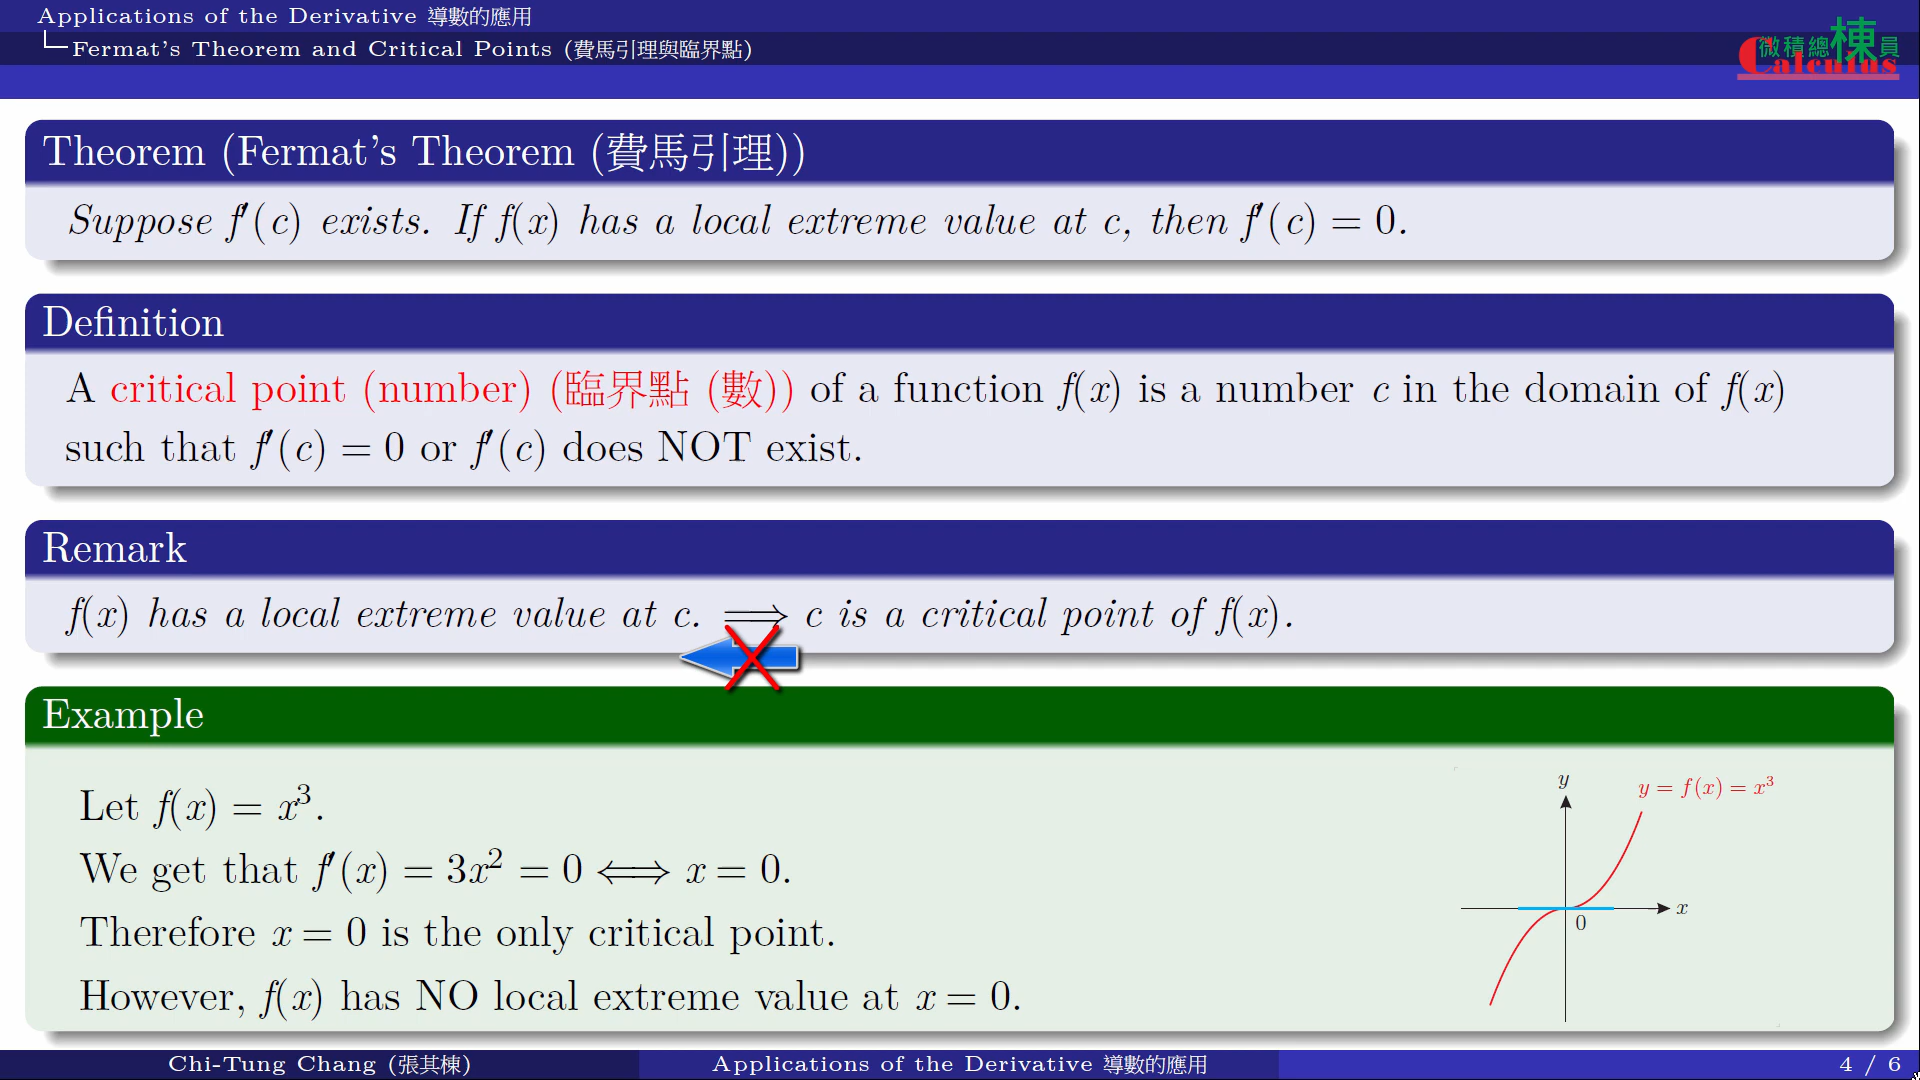 Applications of the Derivative 導數的應用
Fermat's Theorem and Critical Points (費馬引理與臨界點)
微積總棟員
Calculus
Theorem (Fermat's Theorem (費馬引理))
Suppose f′(c) exists. If f(x) has a local extreme value at c, then f′(c) = 0.
Definition
A critical point (number) (臨界點 (數)) of a function f(x) is a number c in the domain of f(x)
such that f′(c) = 0 or f′(c) does NOT exist.
Remark
f(x) has a local extreme value at c. ⟹ c is a critical point of f(x).
Example
Let f(x) = x³.
We get that f′(x) = 3x² = 0 ⟺ x = 0.
Therefore x = 0 is the only critical point.
However, f(x) has NO local extreme value at x = 0.
y
y = f(x) = x³
x
0
Chi-Tung Chang (張其棟)
Applications of the Derivative 導數的應用
4 / 6